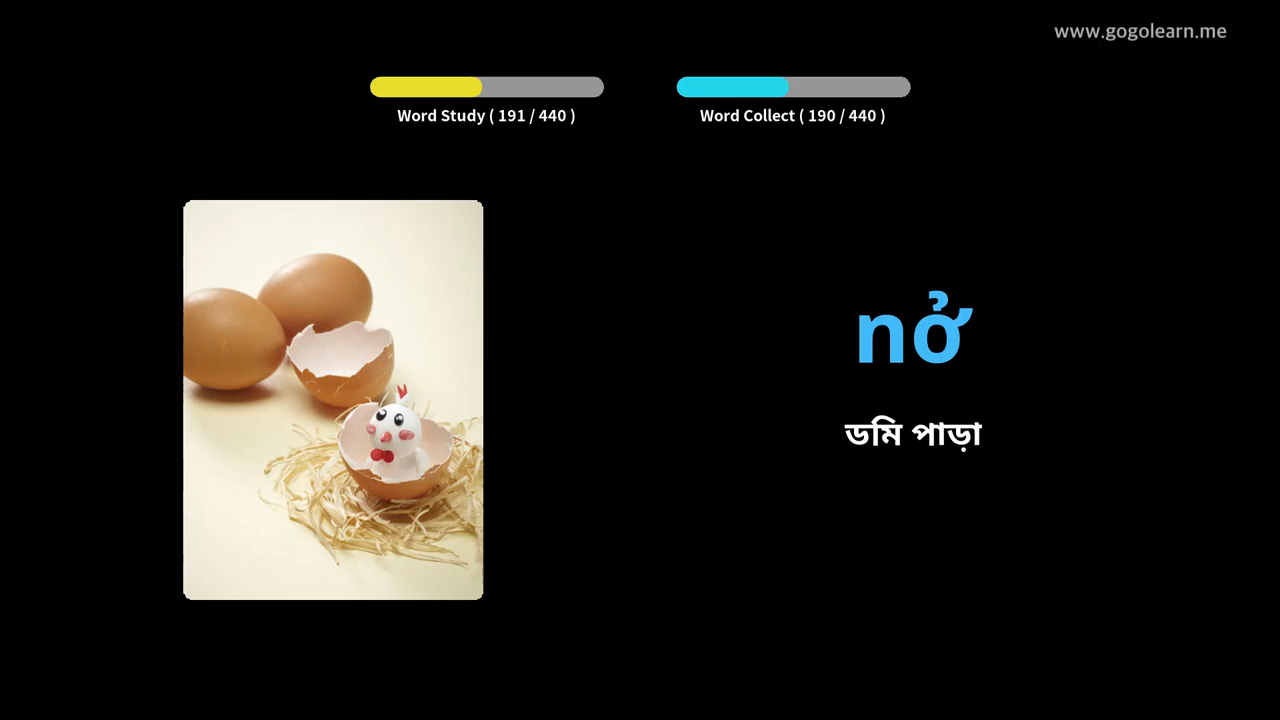 www.gogolearn.me
Word Study ( 191 / 440 )
Word Collect ( 190 / 440 )
nở
ডমি পাড়া